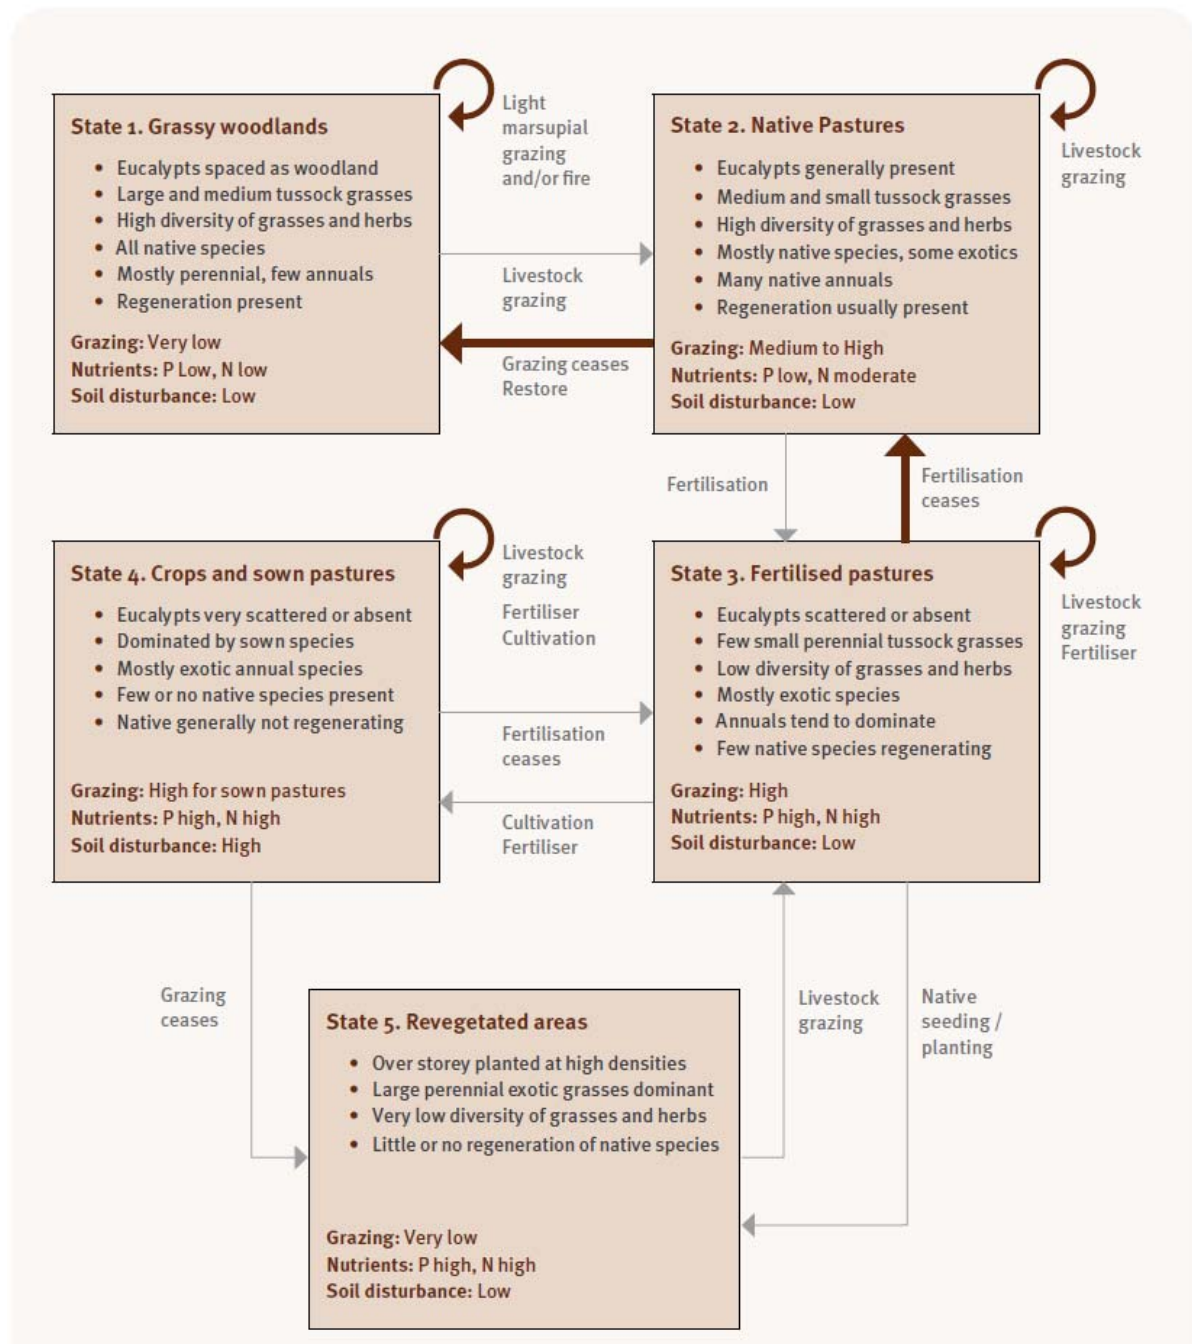 State 1. Grassy woodlands
• Eucalypts spaced as woodland
• Large and medium tussock grasses
• High diversity of grasses and herbs
• All native species
• Mostly perennial, few annuals
• Regeneration present
Grazing: Very low
Nutrients: P Low, N low
Soil disturbance: Low
Light
marsupial
grazing
and/or fire
Livestock
grazing
Grazing ceases
Restore
State 2. Native Pastures
• Eucalypts generally present
• Medium and small tussock grasses
• High diversity of grasses and herbs
• Mostly native species, some exotics
• Many native annuals
• Regeneration usually present
Grazing: Medium to High
Nutrients: P low, N moderate
Soil disturbance: Low
Livestock
grazing
Fertilisation
Fertilisation
ceases
State 4. Crops and sown pastures
• Eucalypts very scattered or absent
• Dominated by sown species
• Mostly exotic annual species
• Few or no native species present
• Native generally not regenerating
Grazing: High for sown pastures
Nutrients: P high, N high
Soil disturbance: High
Livestock
grazing
Fertiliser
Cultivation
Fertilisation
ceases
Cultivation
Fertiliser
State 3. Fertilised pastures
• Eucalypts scattered or absent
• Few small perennial tussock grasses
• Low diversity of grasses and herbs
• Mostly exotic species
• Annuals tend to dominate
• Few native species regenerating
Grazing: High
Nutrients: P high, N high
Soil disturbance: Low
Livestock
grazing
Fertiliser
Grazing
ceases
State 5. Revegetated areas
• Over storey planted at high densities
• Large perennial exotic grasses dominant
• Very low diversity of grasses and herbs
• Little or no regeneration of native species
Grazing: Very low
Nutrients: P high, N high
Soil disturbance: Low
Livestock
grazing
Native
seeding /
planting